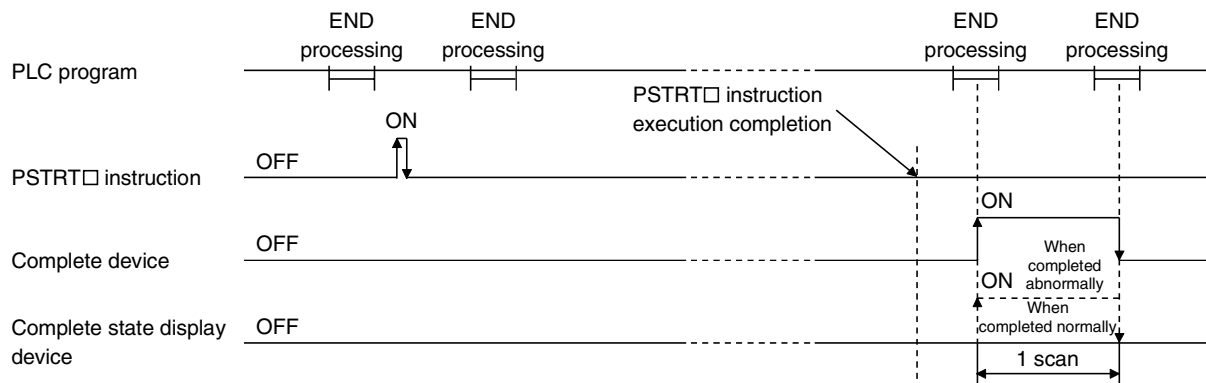 END
processing
END
processing
END
processing
END
processing
PLC program
PSTRT□ instruction
execution completion
ON
OFF
PSTRT□ instruction
ON
OFF
Complete device
When
completed
abnormally
ON
OFF
When
completed normally
Complete state display
device
1 scan